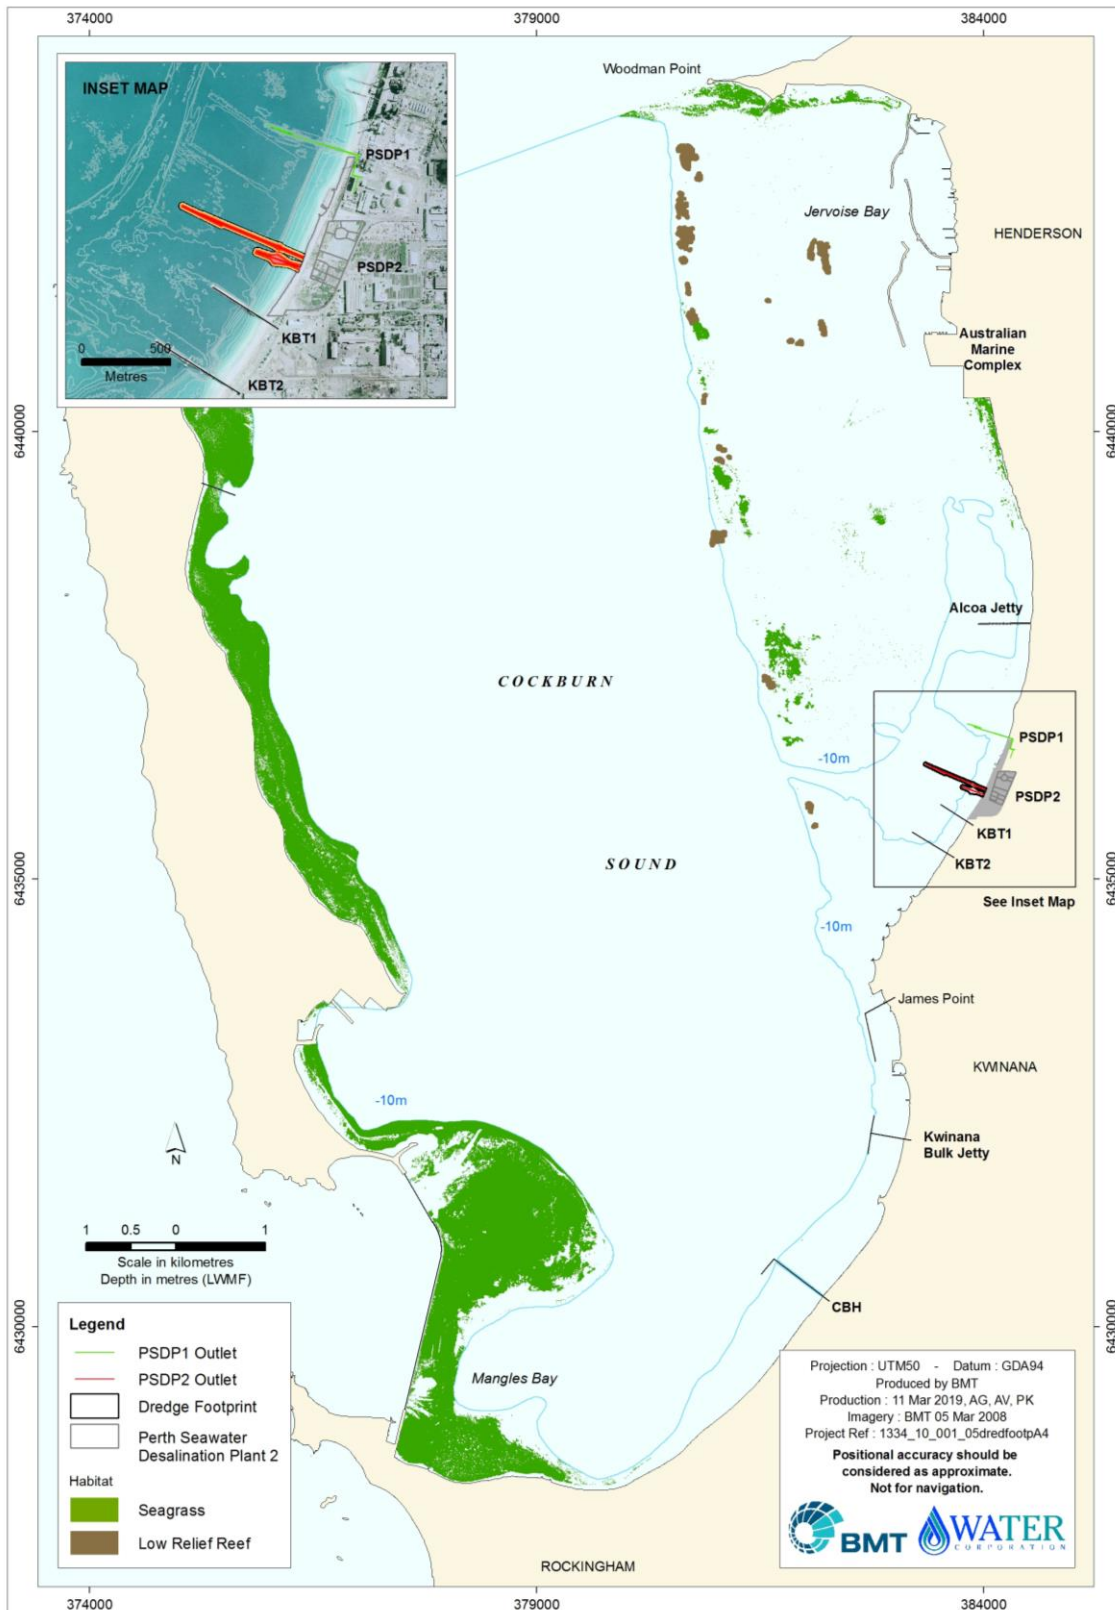 374000
379000
384000
INSET MAP
PSDP1
PSDP2
KBT1
KBT2
0
500
Metres
Woodman Point
Jervoise Bay
HENDERSON
Australian
Marine
Complex
6440000
6440000
Alcoa Jetty
COCKBURN
SOUND
-10m
PSDP1
PSDP2
KBT1
KBT2
6435000
6435000
See Inset Map
-10m
James Point
KWINANA
-10m
Kwinana
Bulk Jetty
N
1 0.5 0 1
Scale in kilometres
Depth in metres (LWMF)
CBH
6430000
6430000
Mangles Bay
ROCKINGHAM
Legend
PSDP1 Outlet
PSDP2 Outlet
Dredge Footprint
Perth Seawater
Desalination Plant 2
Habitat
Seagrass
Low Relief Reef
Projection : UTM50 - Datum : GDA94
Produced by BMT
Production : 11 Mar 2019, AG, AV, PK
Imagery : BMT 05 Mar 2008
Project Ref : 1334_10_001_05dredfootpA4
Positional accuracy should be
considered as approximate.
Not for navigation.
BMT
WATER
CORPORATION
374000
379000
384000